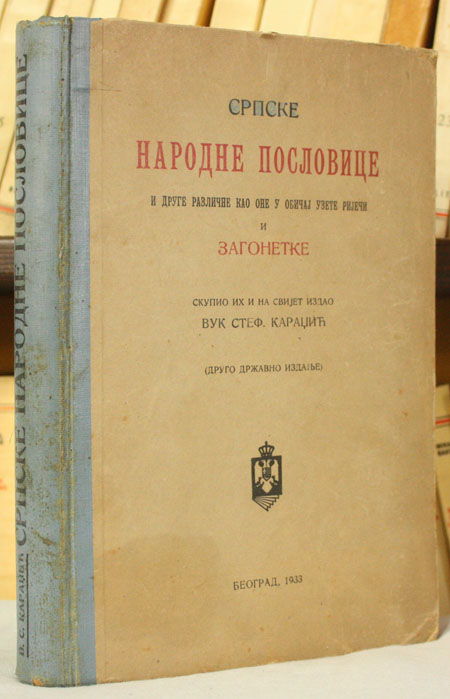 СРПСКЕ
НАРОДНЕ ПОСЛОВИЦЕ
И ДРУГЕ РАЗЛИЧНЕ КАО ОНЕ У ОБИЧАЈ УЗЕТЕ РИЈЕЧИ
И
ЗАГОНЕТКЕ
СКУПИО ИХ И НА СВИЈЕТ ИЗДАО
ВУК СТЕФ. КАРАЏИЋ
(ДРУГО ДРЖАВНО ИЗДАЊЕ)
БЕОГРАД, 1933
В. С. КАРАЏИЋ СРПСКЕ НАРОДНЕ ПОСЛОВИЦЕ